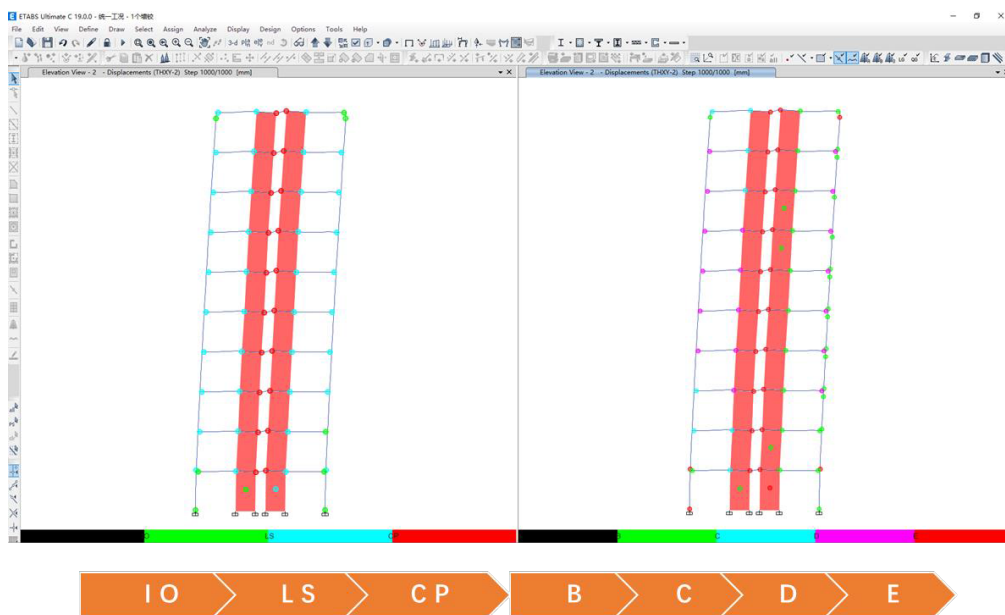 ETABS Ultimate C 19.0.0 - 统一工况 - 1个墙铰
File Edit View Define Draw Select Assign Analyze Display Design Options Tools Help
Elevation View - 2 - Displacements (THXY-2) Step 1000/1000 [mm]
Elevation View - 2 - Displacements (THXY-2) Step 1000/1000 [mm]
LS CP
B C D E
IO LS CP B C D E